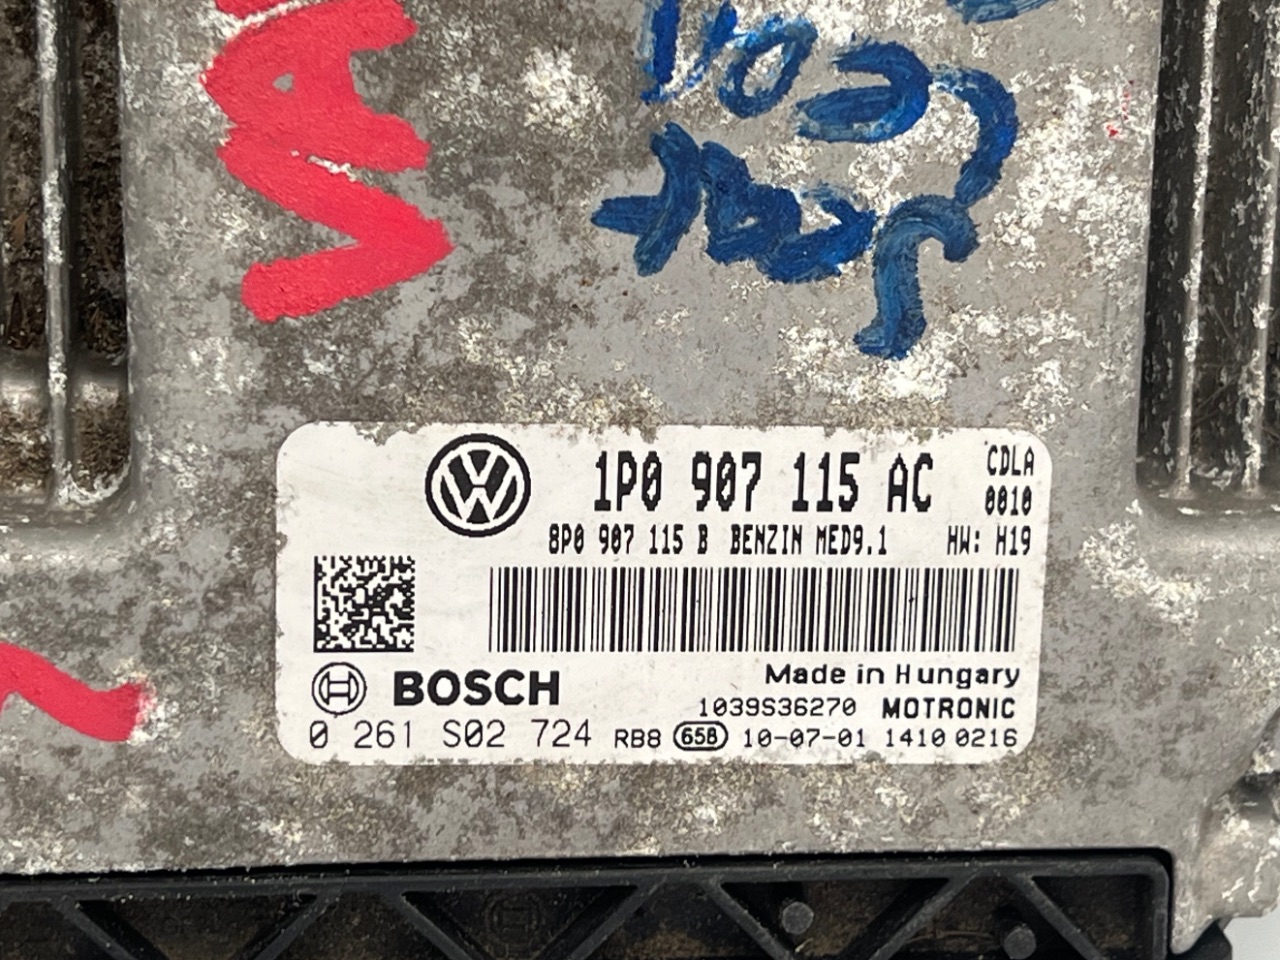 1P0 907 115 AC
CDLA
0010
8P0 907 115 B BENZIN MED9.1 HW: H19
BOSCH
Made in Hungary
1039S36270 MOTRONIC
0 261 S02 724 RB8 658 10-07-01 1410 0216